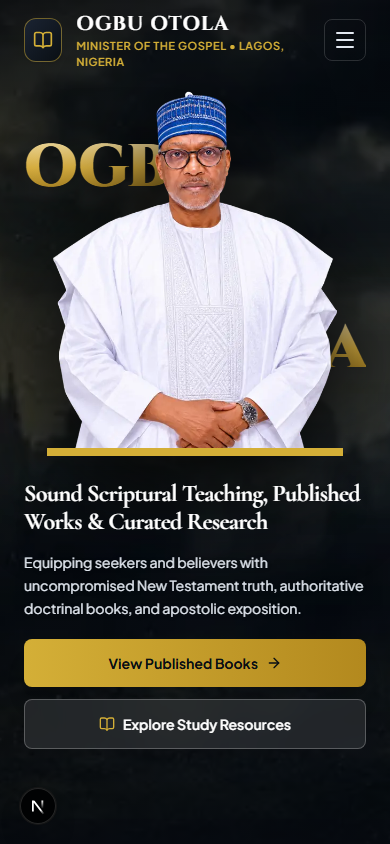 OGBU OTOLA
MINISTER OF THE GOSPEL • LAGOS,
NIGERIA
OGB
A
Sound Scriptural Teaching, Published
Works & Curated Research
Equipping seekers and believers with
uncompromised New Testament truth, authoritative
doctrinal books, and apostolic exposition.
View Published Books →
Explore Study Resources
N